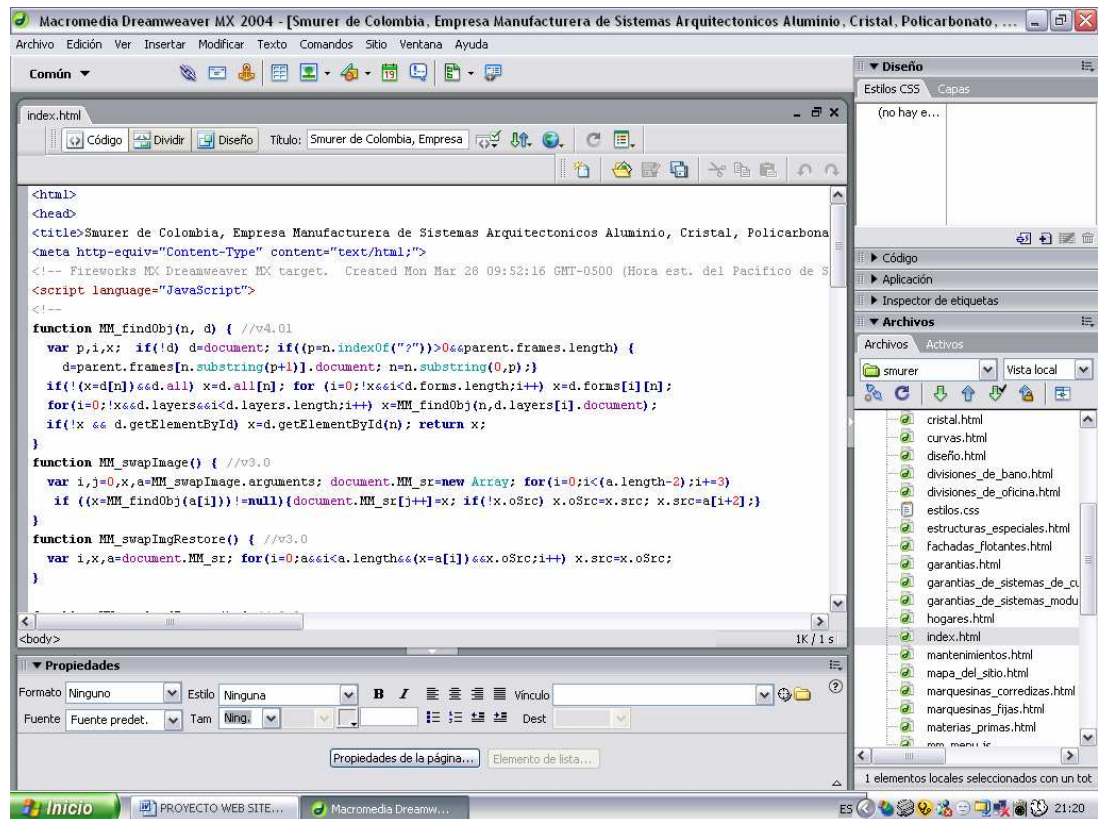 Macromedia Dreamweaver MX 2004 - [Smurer de Colombia, Empresa Manufacturera de Sistemas Arquitectonicos Aluminio, Cristal, Policarbonato, ...
Archivo Edición Ver Insertar Modificar Texto Comandos Sitio Ventana Ayuda
Común
index.html
Código Dividir Diseño Título: Smurer de Colombia, Empresa
<html>
<head>
<title>Smurer de Colombia, Empresa Manufacturera de Sistemas Arquitectonicos Aluminio, Cristal, Policarbona
<meta http-equiv="Content-Type" content="text/html;">
<!-- Fireworks MX Dreamweaver MX target.  Created Mon Mar 28 09:52:16 GMT-0500 (Hora est. del Pacífico de S
<script language="JavaScript">
<!--
function MM_findObj(n, d) { //v4.01
var p,i,x;  if(!d) d=document; if((p=n.indexOf("?"))>0&&parent.frames.length) {
d=parent.frames[n.substring(p+1)].document; n=n.substring(0,p);}
if(!(x=d[n])&&d.all) x=d.all[n]; for (i=0;!x&&i<d.forms.length;i++) x=d.forms[i][n];
for(i=0;!x&&d.layers&&i<d.layers.length;i++) x=MM_findObj(n,d.layers[i].document);
if(!x && d.getElementById) x=d.getElementById(n); return x;
}
function MM_swapImage() { //v3.0
var i,j=0,x,a=MM_swapImage.arguments; document.MM_sr=new Array; for(i=0;i<(a.length-2);i+=3)
if ((x=MM_findObj(a[i]))!=null){document.MM_sr[j++]=x; if(!x.oSrc) x.oSrc=x.src; x.src=a[i+2];}
}
function MM_swapImgRestore() { //v3.0
var i,x,a=document.MM_sr; for(i=0;a&&i<a.length&&(x=a[i])&&x.oSrc;i++) x.src=x.oSrc;
}
<body>
1K / 1 s
Propiedades
Formato Ninguno Estilo Ninguna B I Vínculo
Fuente Fuente predet. Tam Ning. Dest
Propiedades de la página... Elemento de lista...
Diseño
Estilos CSS Capas
(no hay e...
Código
Aplicación
Inspector de etiquetas
Archivos
Archivos Activos
smurer Vista local
cristal.html
curvas.html
diseño.html
divisiones_de_bano.html
divisiones_de_oficina.html
estilos.css
estructuras_especiales.html
fachadas_flotantes.html
garantias.html
garantias_de_sistemas_de_cu
garantias_de_sistemas_modu
hogares.html
index.html
mantenimientos.html
mapa_del_sitio.html
marquesinas_corredizas.html
marquesinas_fijas.html
materias_primas.html
mm_menu.js
1 elementos locales seleccionados con un tot
Inicio PROYECTO WEB SITE... Macromedia Dreamw... ES 21:20